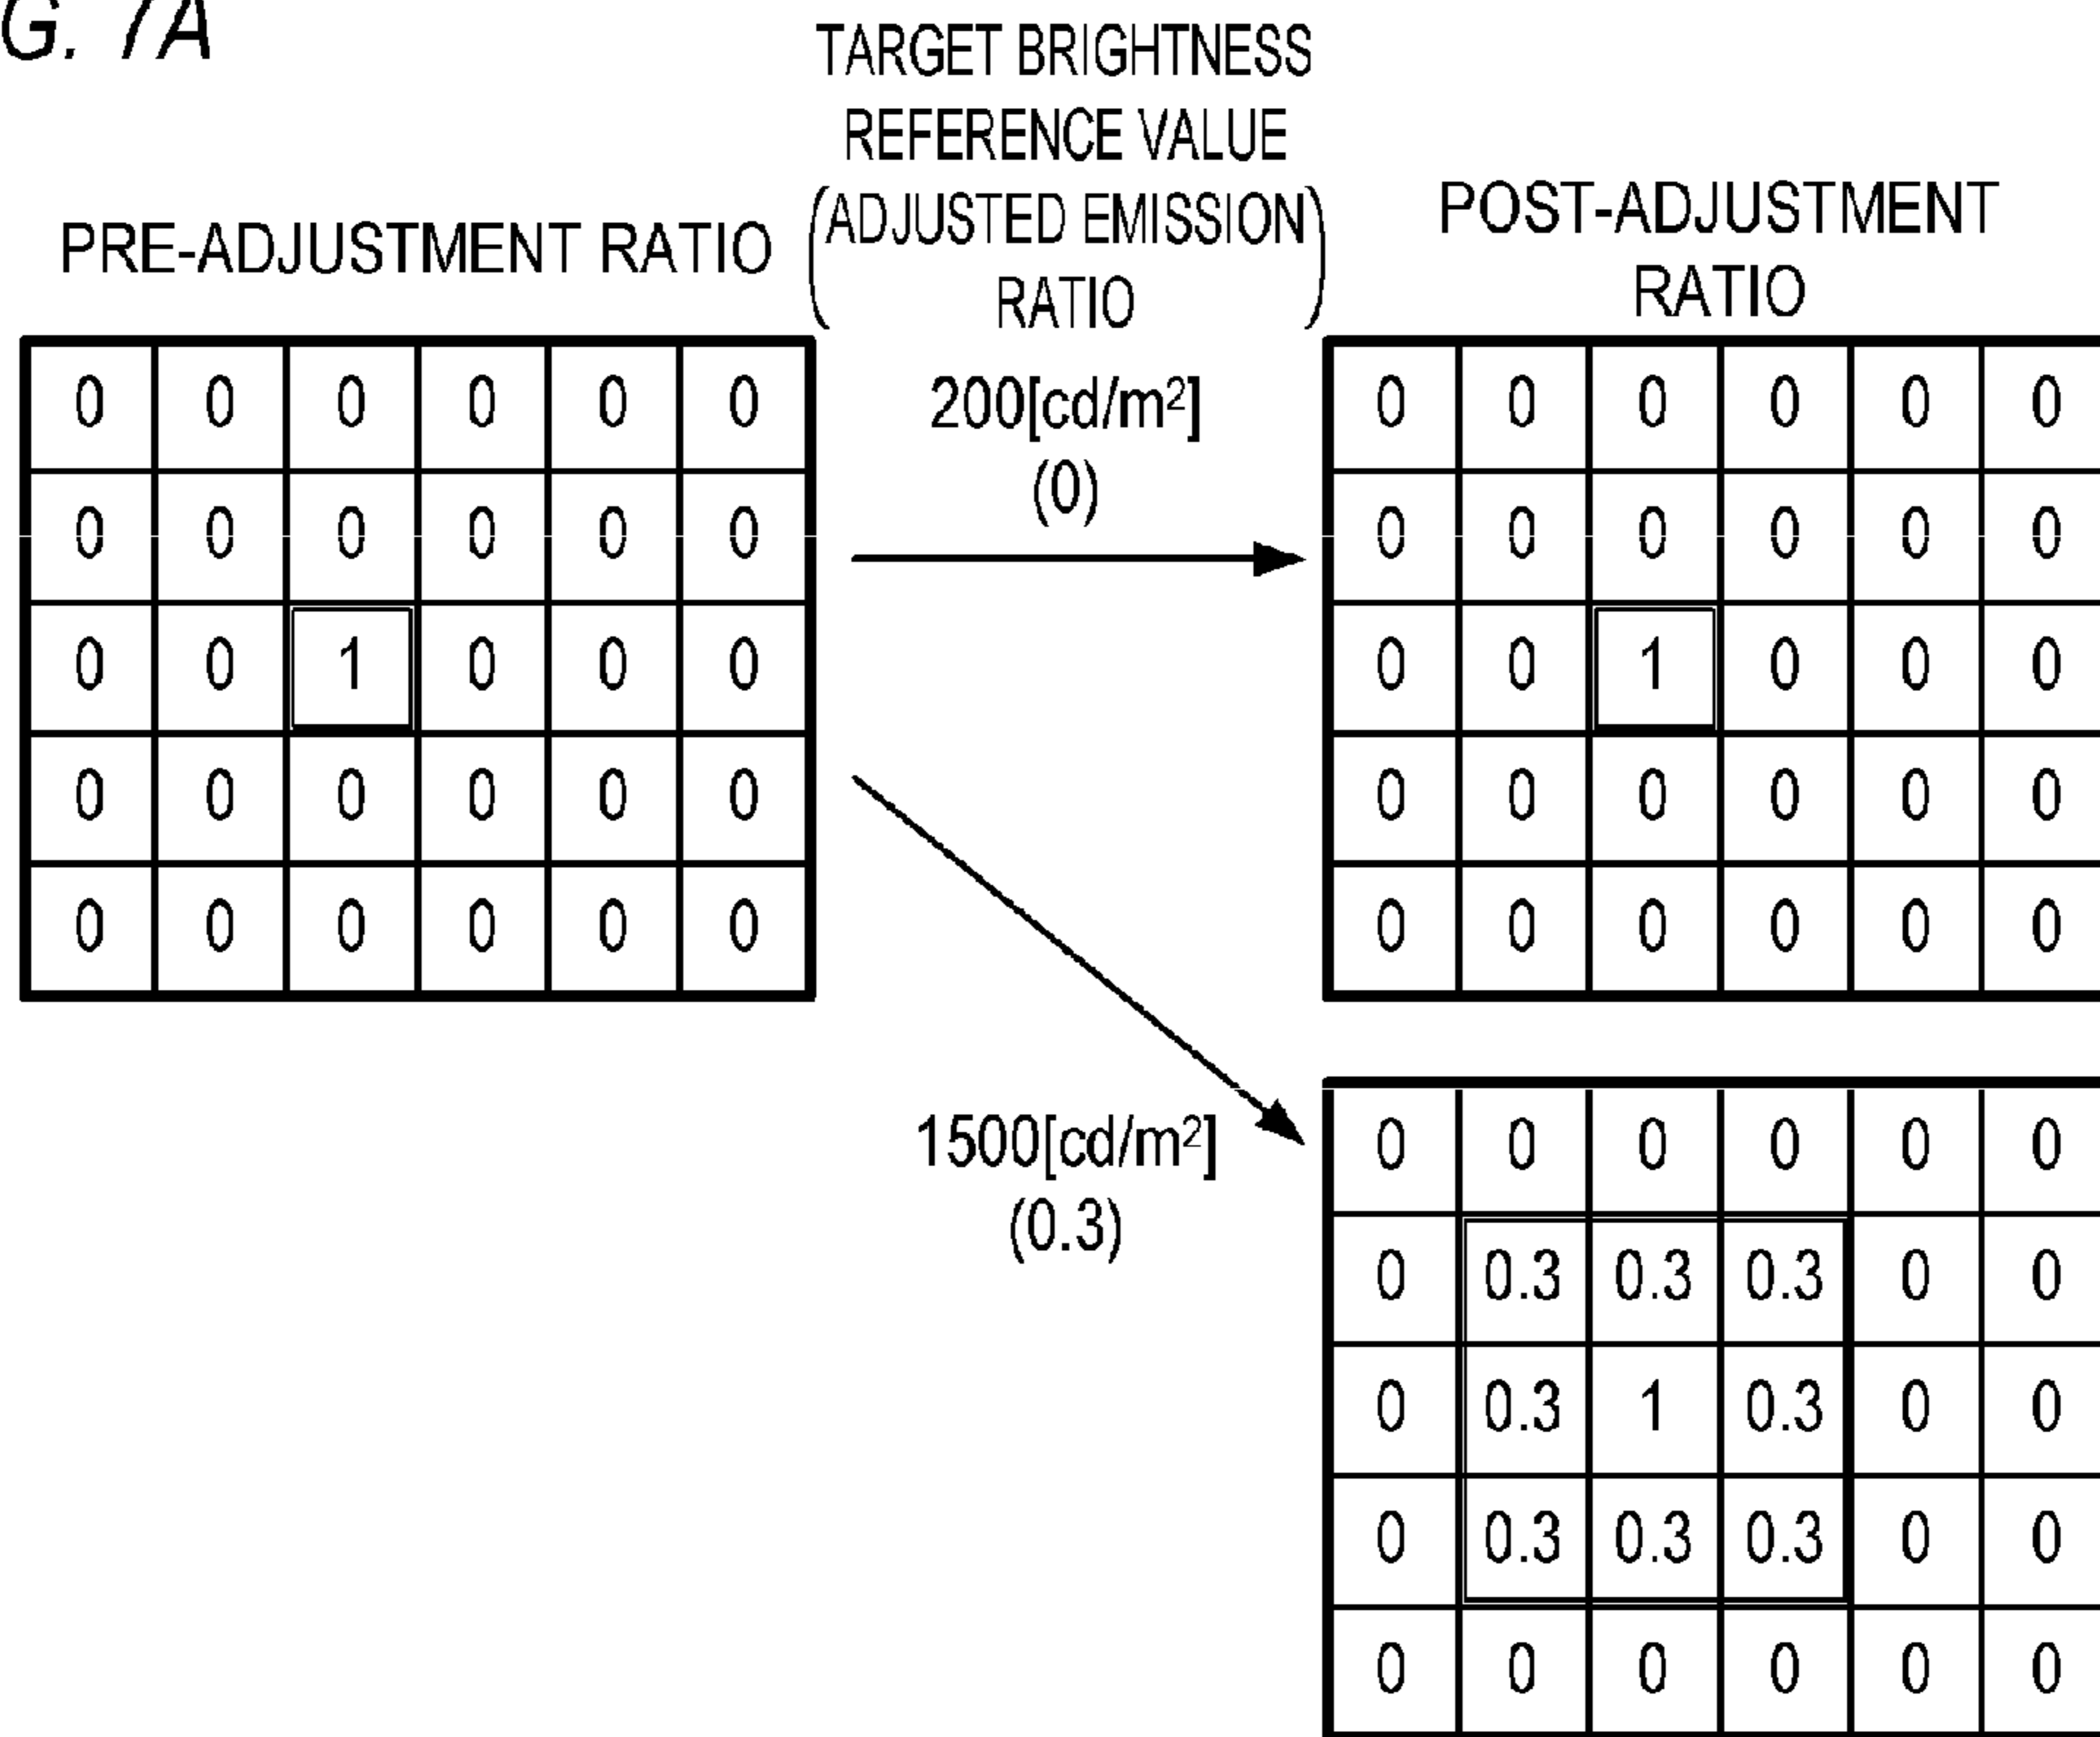 G. 7A
TARGET BRIGHTNESS
REFERENCE VALUE
(ADJUSTED EMISSION)
RATIO
PRE-ADJUSTMENT RATIO
POST-ADJUSTMENT
RATIO
0 0 0 0 0 0
0 0 0 0 0 0
0 0 1 0 0 0
0 0 0 0 0 0
0 0 0 0 0 0
200[cd/m²]
(0)
0 0 0 0 0 0
0 0 0 0 0 0
0 0 1 0 0 0
0 0 0 0 0 0
0 0 0 0 0 0
1500[cd/m²]
(0.3)
0 0 0 0 0 0
0 0.3 0.3 0.3 0 0
0 0.3 1 0.3 0 0
0 0.3 0.3 0.3 0 0
0 0 0 0 0 0